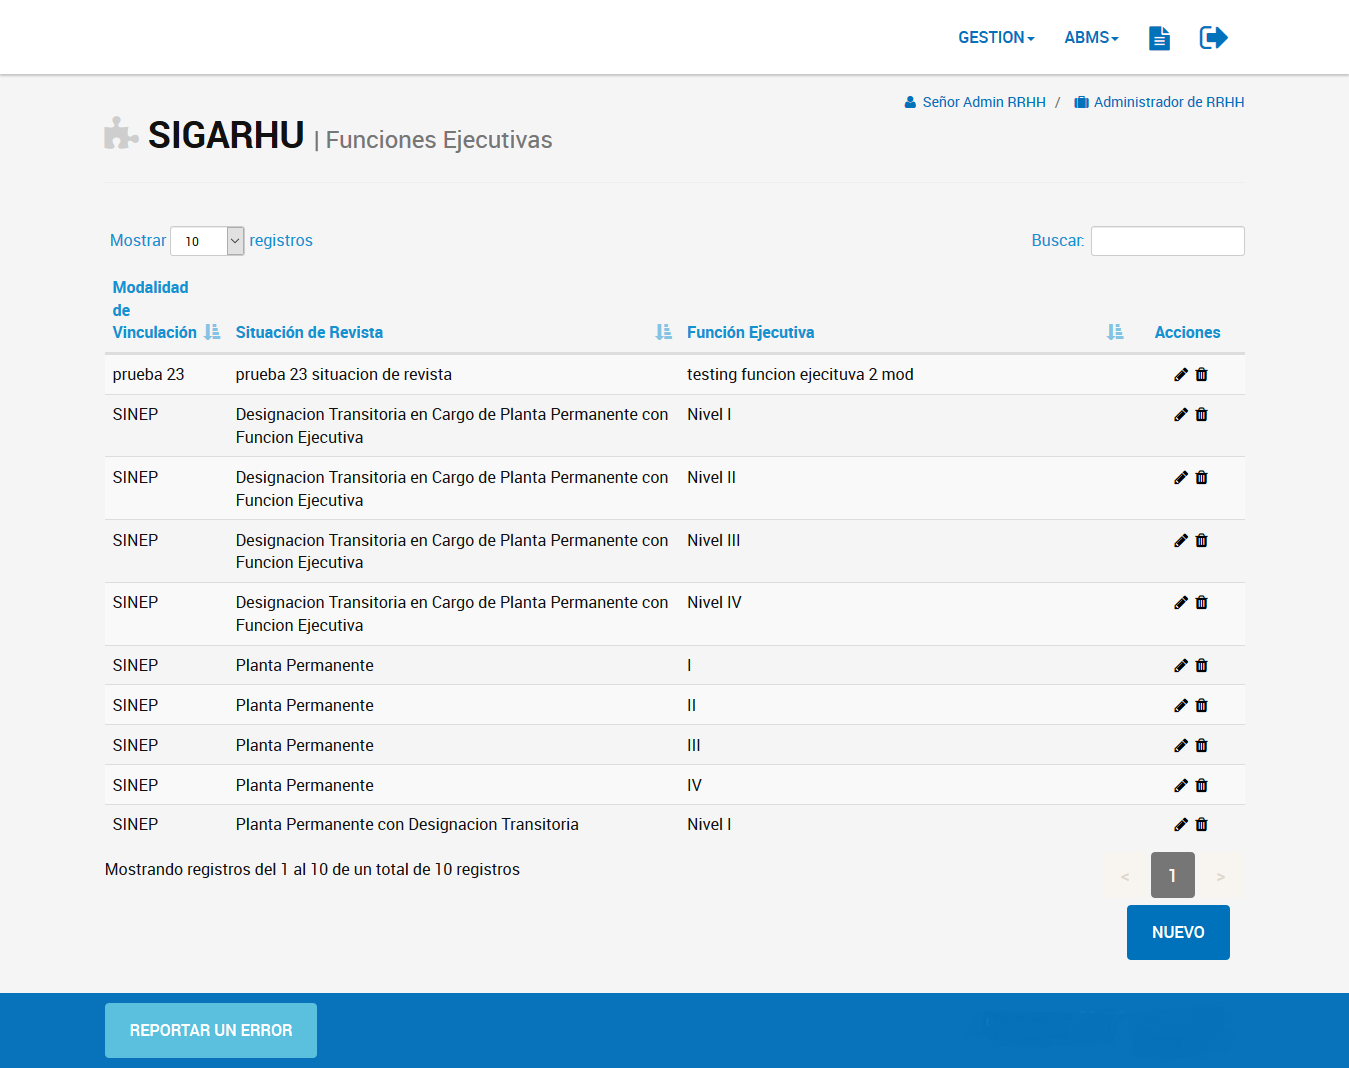 GESTION ABMS
Señor Admin RRHH / Administrador de RRHH
SIGARHU | Funciones Ejecutivas
Mostrar 10 registros Buscar:
Modalidad
de
Vinculación Situación de Revista Función Ejecutiva Acciones
prueba 23 prueba 23 situacion de revista testing funcion ejecituva 2 mod
SINEP Designacion Transitoria en Cargo de Planta Permanente con Nivel I
Funcion Ejecutiva
SINEP Designacion Transitoria en Cargo de Planta Permanente con Nivel II
Funcion Ejecutiva
SINEP Designacion Transitoria en Cargo de Planta Permanente con Nivel III
Funcion Ejecutiva
SINEP Designacion Transitoria en Cargo de Planta Permanente con Nivel IV
Funcion Ejecutiva
SINEP Planta Permanente I
SINEP Planta Permanente II
SINEP Planta Permanente III
SINEP Planta Permanente IV
SINEP Planta Permanente con Designacion Transitoria Nivel I
Mostrando registros del 1 al 10 de un total de 10 registros
< 1 >
NUEVO
REPORTAR UN ERROR